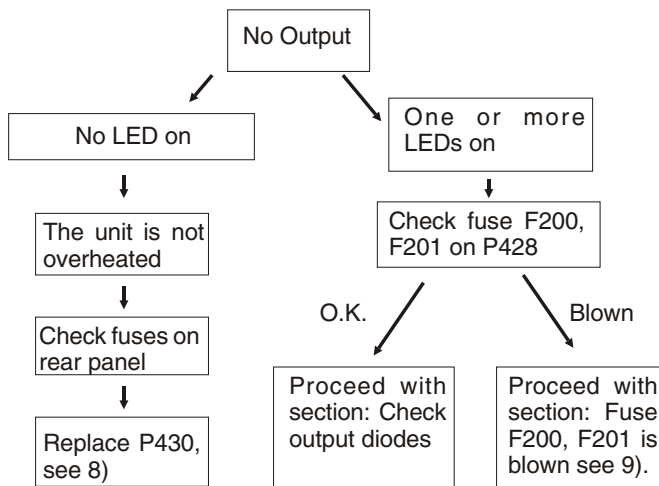 No Output
No LED on
One or more
LEDs on
The unit is not
overheated
Check fuse F200,
F201 on P428
Check fuses on
rear panel
O.K.
Blown
Replace P430,
see 8)
Proceed with
section: Check
output diodes
Proceed with
section: Fuse
F200, F201 is
blown see 9).